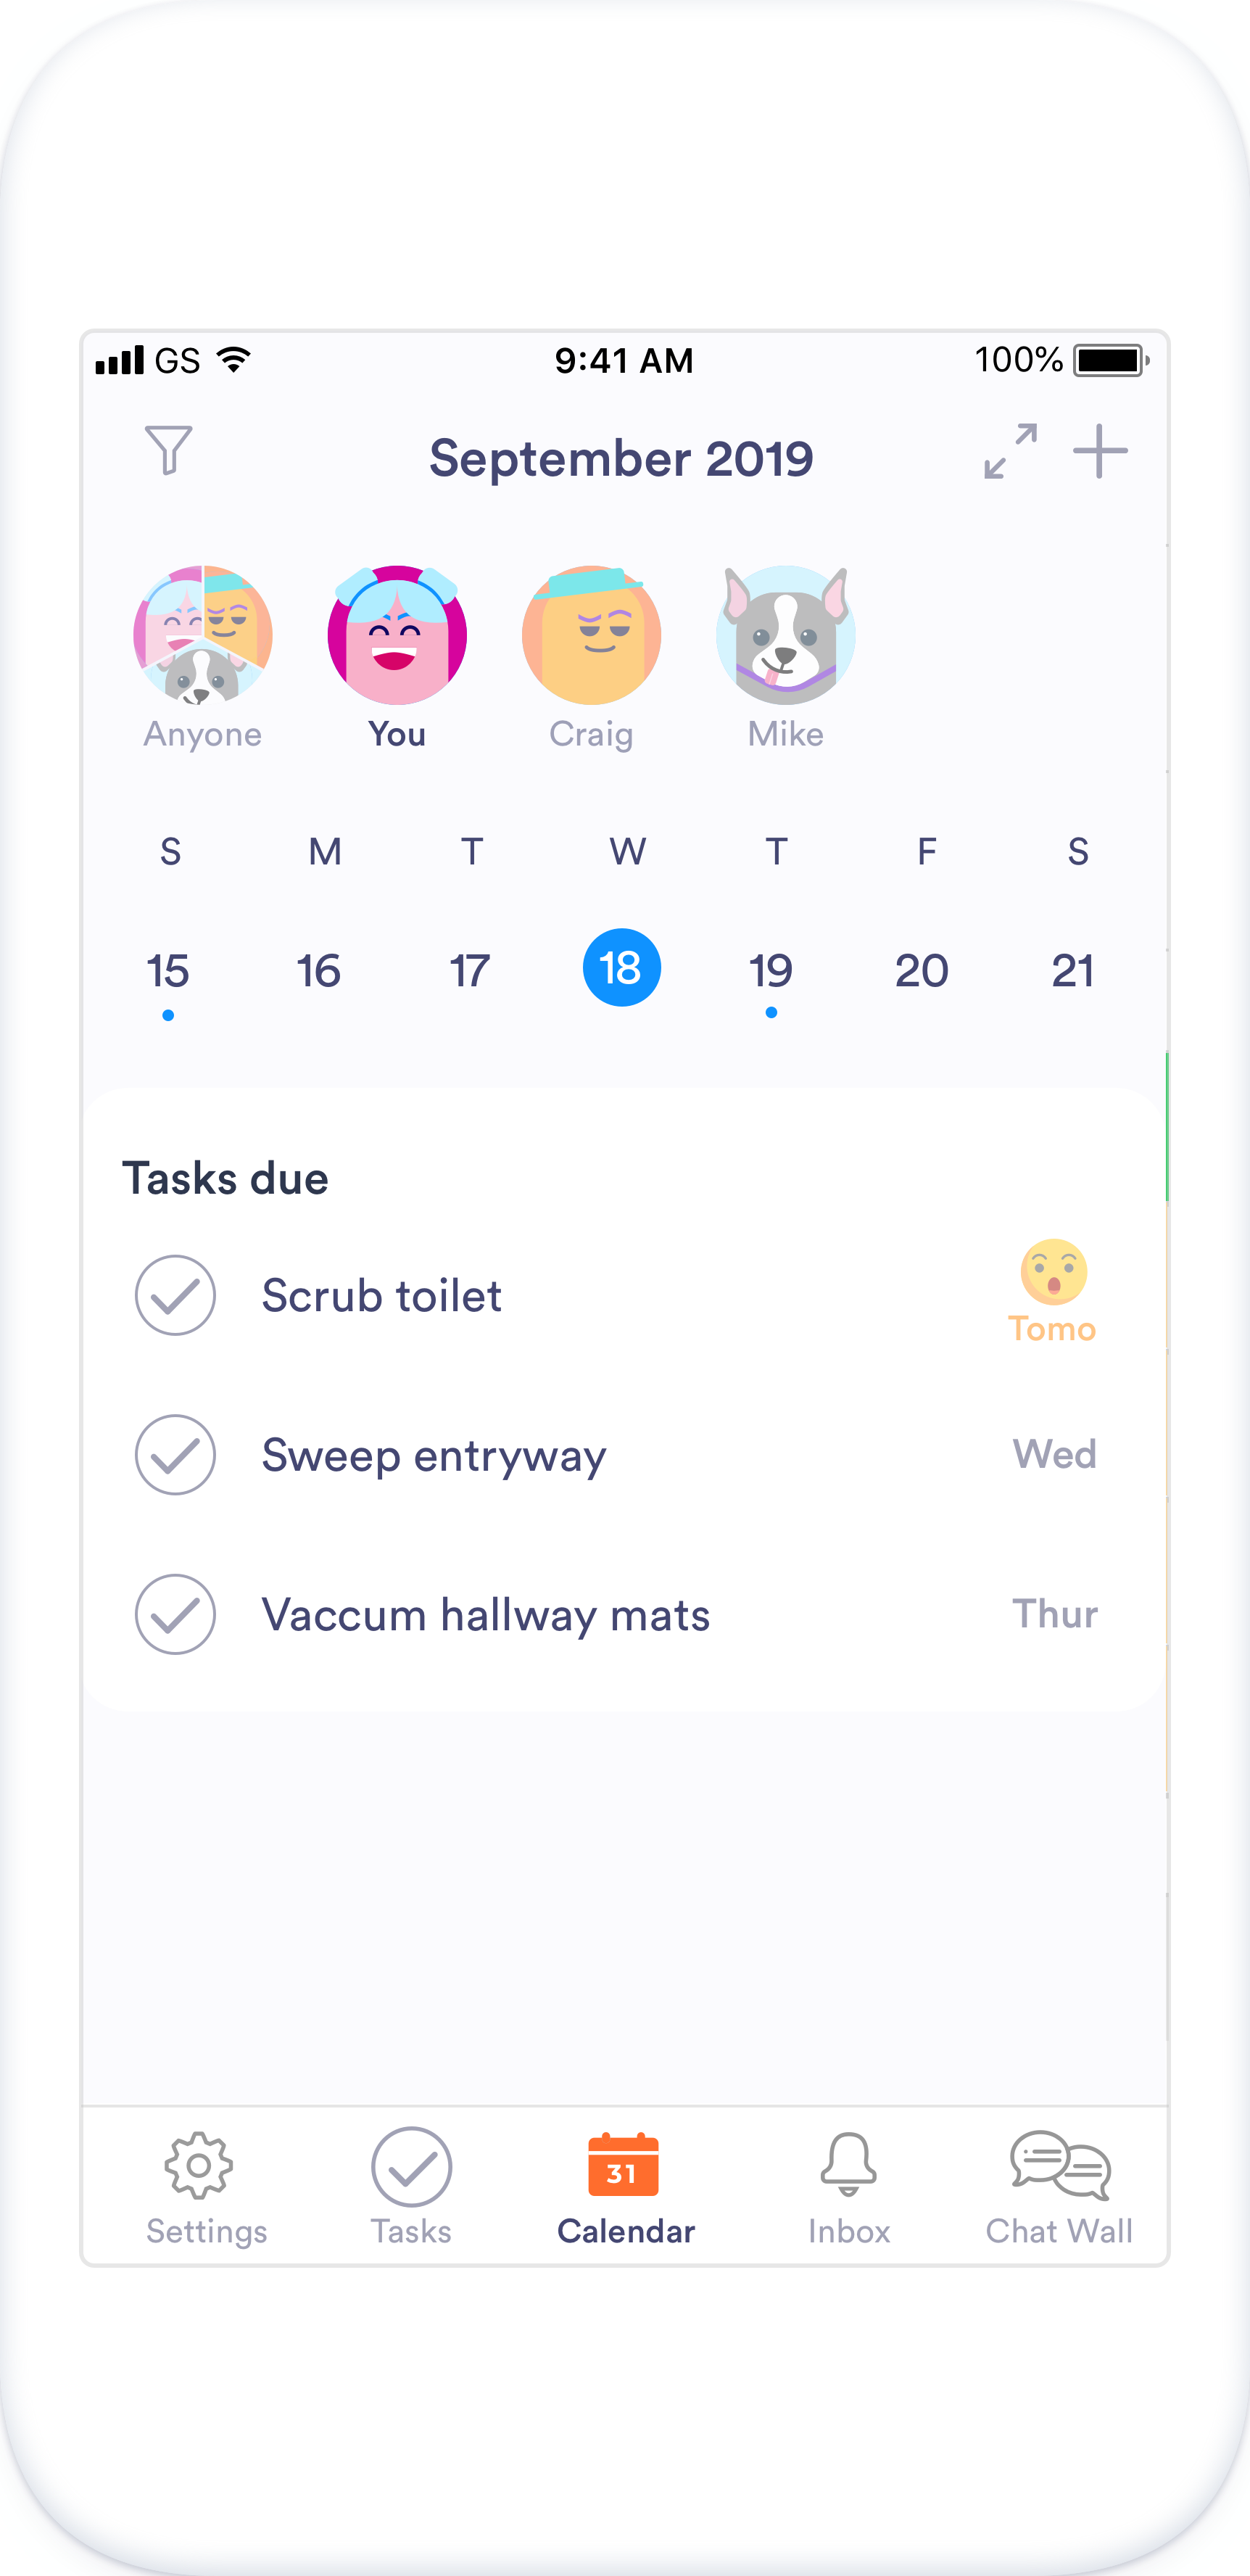 GS 9:41 AM 100%
September 2019
Anyone You Craig Mike
S M T W T F S
15 16 17 18 19 20 21
Tasks due
Scrub toilet Tomo
Sweep entryway Wed
Vaccum hallway mats Thur
31
Settings Tasks Calendar Inbox Chat Wall